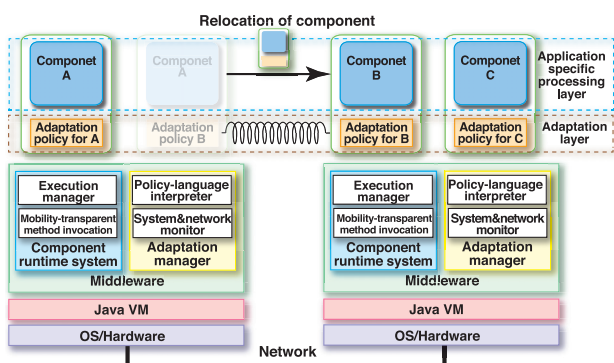 Relocation of component
Componet
A
Componet
A
Componet
B
Componet
C
Application
specific
processing
layer
Adaptation
policy for A
Adaptation
policy B
Adaptation
policy for B
Adaptation
policy for C
Adaptation
layer
Execution
manager
Policy-language
interpreter
Mobility-transparent
method invocation
System&network
monitor
Component
runtime system
Adaptation
manager
Middleware
Java VM
OS/Hardware
Execution
manager
Policy-language
interpreter
Mobility-transparent
method invocation
System&network
monitor
Component
runtime system
Adaptation
manager
Middleware
Java VM
OS/Hardware
Network